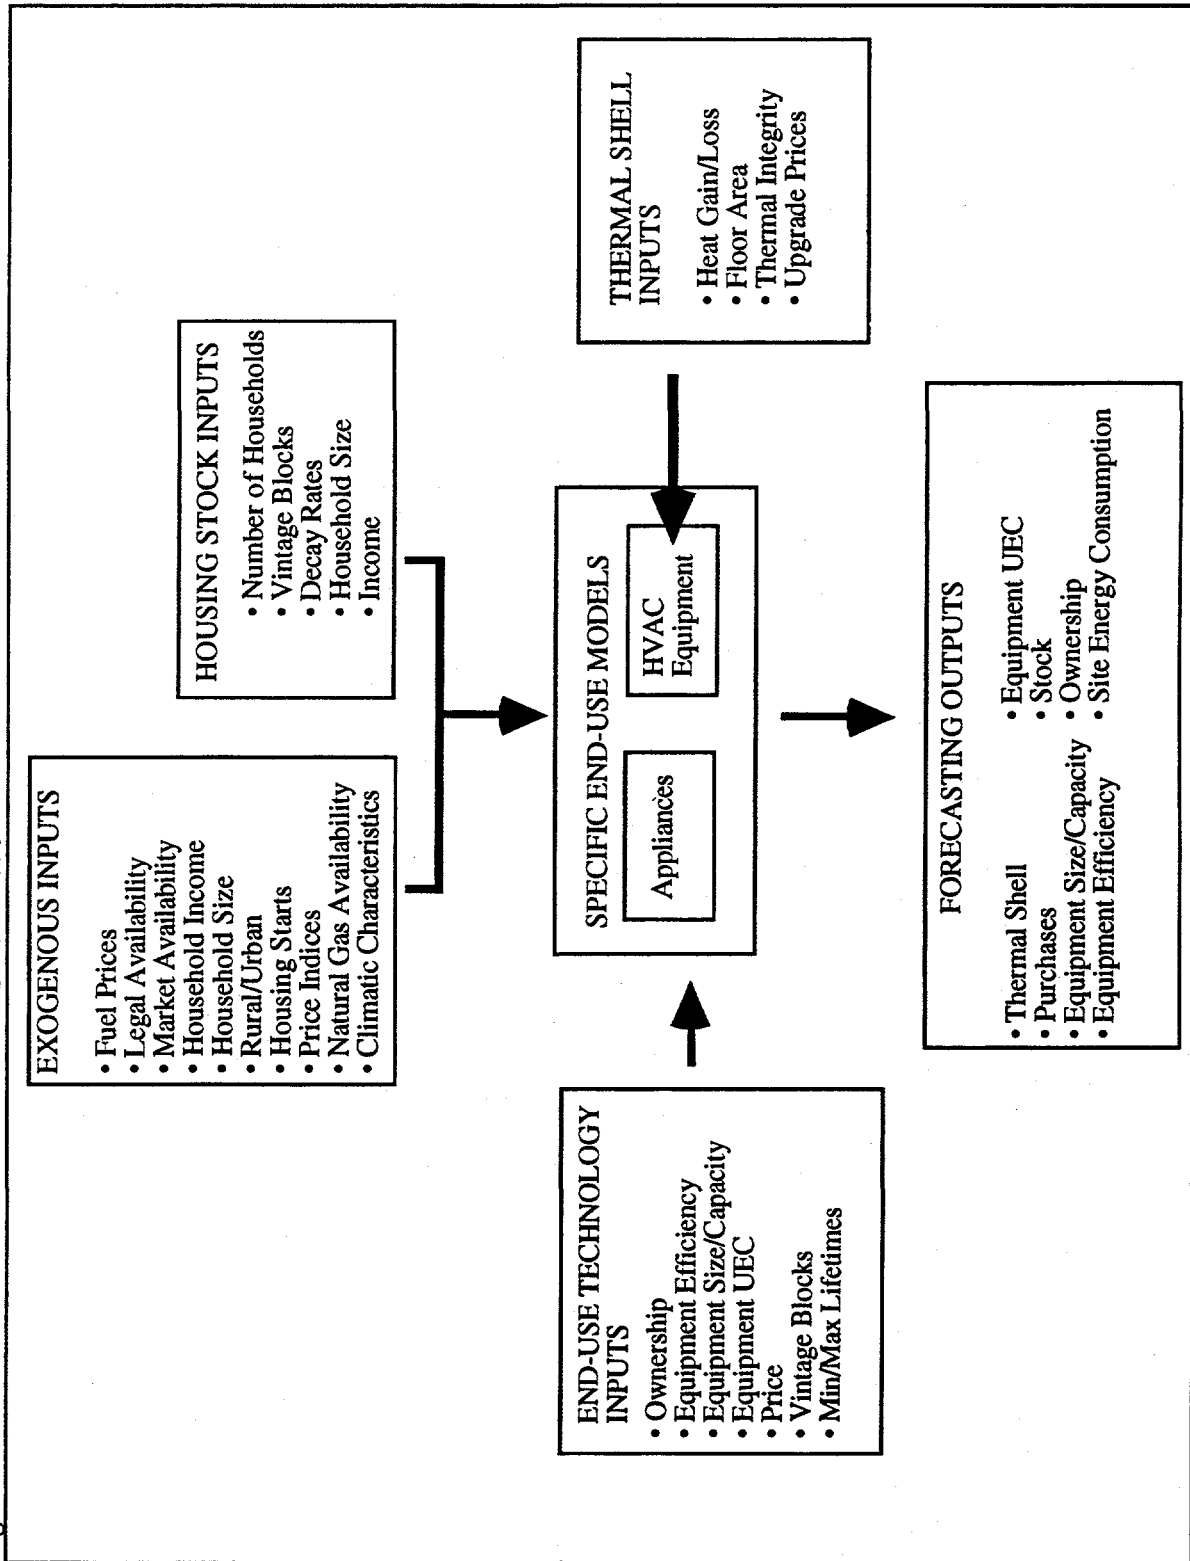 EXOGENOUS INPUTS
• Fuel Prices
• Legal Availability
• Market Availability
• Household Income
• Household Size
• Rural/Urban
• Housing Starts
• Price Indices
• Natural Gas Availability
• Climatic Characteristics
HOUSING STOCK INPUTS
• Number of Households
• Vintage Blocks
• Decay Rates
• Household Size
• Income
END-USE TECHNOLOGY
INPUTS
• Ownership
• Equipment Efficiency
• Equipment Size/Capacity
• Equipment UEC
• Price
• Vintage Blocks
• Min/Max Lifetimes
SPECIFIC END-USE MODELS
Appliances
HVAC
Equipment
THERMAL SHELL
INPUTS
• Heat Gain/Loss
• Floor Area
• Thermal Integrity
• Upgrade Prices
FORECASTING OUTPUTS
• Thermal Shell
• Purchases
• Equipment Size/Capacity
• Equipment Efficiency
• Equipment UEC
• Stock
• Ownership
• Site Energy Consumption